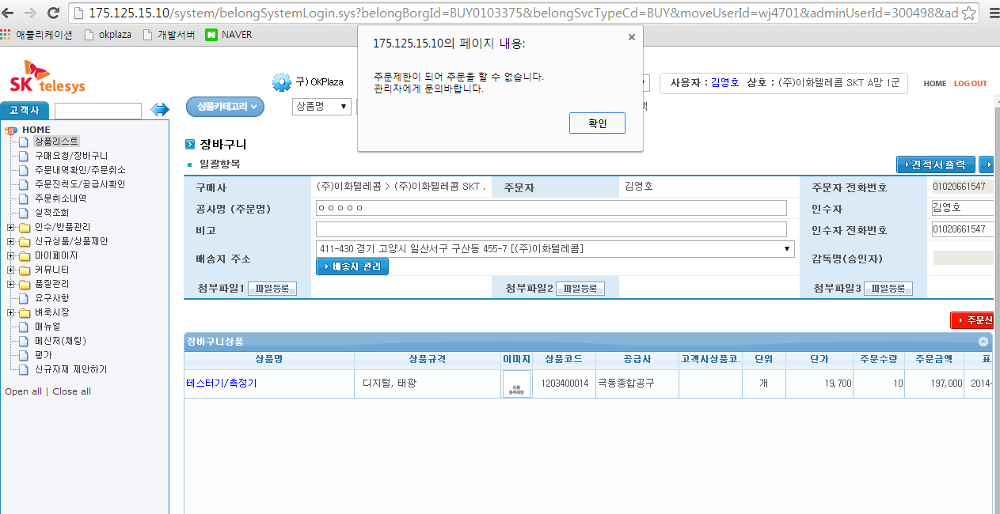 175.125.15.10/system/belongSystemLogin.sys?belongBorgId=BUY0103375&belongSvcTypeCd=BUY&moveUserId=wj4701&adminUserId=300498&ad
애플리케이션 okplaza 개발서버 N NAVER
175.125.15.10의 페이지 내용:
주문제한이 되어 주문을 할 수 없습니다.
관리자에게 문의바랍니다.
확인
SK telesys
구) OKPlaza
사용자 : 김영호 상호 : (주)이화텔레콤 SKT A망 1군
HOME LOG OUT
고객사
상품카테고리
상품명
HOME
상품리스트
구매요청/장바구니
주문내역확인/주문취소
주문진척도/공급사확인
주문취소내역
실적조회
인수/반품관리
신규상품/상품제안
마이페이지
커뮤니티
품질관리
요구사항
벼룩시장
매뉴얼
메신저(채팅)
평가
신규자재 제안하기
Open all | Close all
장바구니
일괄항목
견적서출력
구매사 (주)이화텔레콤 > (주)이화텔레콤 SKT . 주문자 김영호 주문자 전화번호 01020661547
공사명 (주문명) ㅇㅇㅇㅇㅇ 인수자 김영호
비고 인수자 전화번호 01020661547
배송지 주소 411-430 경기 고양시 일산서구 구산동 455-7 [(주)이화텔레콤] 감독명(승인자)
배송지 관리
첨부파일1 파일등록 첨부파일2 파일등록 첨부파일3 파일등록
주문신
장바구니상품
상품명 상품규격 이미지 상품코드 공급사 고객사상품코. 단위 단가 주문수량 주문금액 표
테스터기/측정기 디지털, 태광 1203400014 극동종합공구 개 19,700 10 197,000 2014-